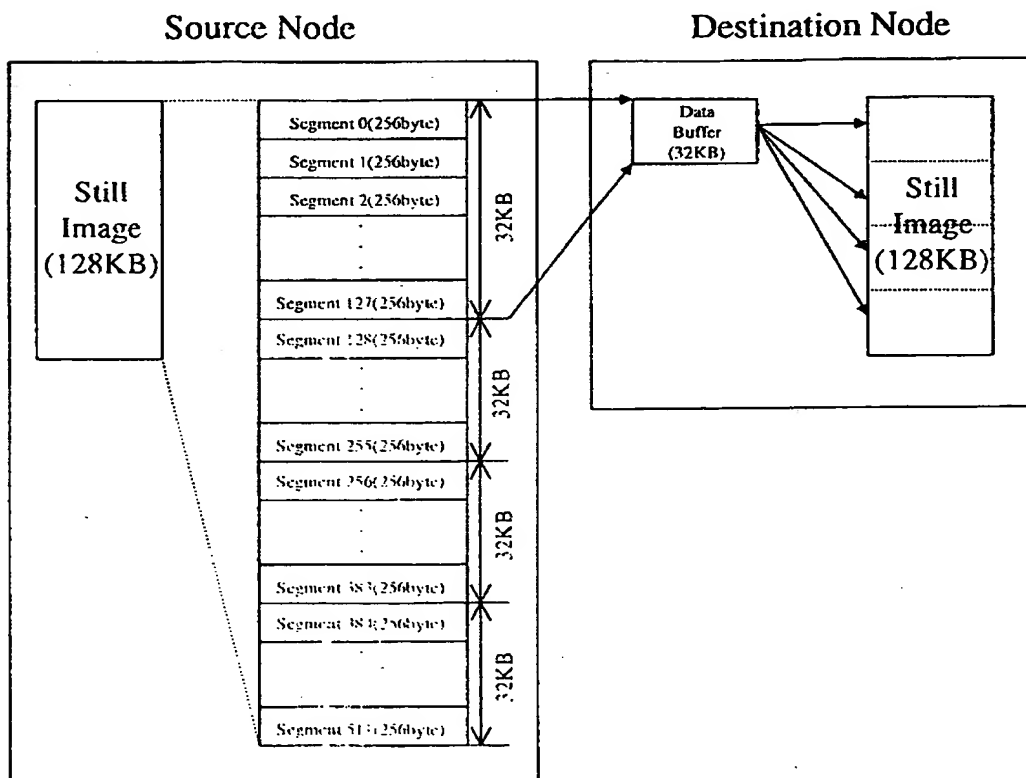 Source Node
Destination Node
Still
Image
(128KB)
Segment 0(256byte)
Segment 1(256byte)
Segment 2(256byte)
Segment 127(256byte)
Segment 128(256byte)
Segment 255(256byte)
Segment 256(256byte)
Segment 383(256byte)
Segment 384(256byte)
Segment (256byte)
32KB
32KB
32KB
32KB
Data
Buffer
(32KB)
Still
Image
(128KB)